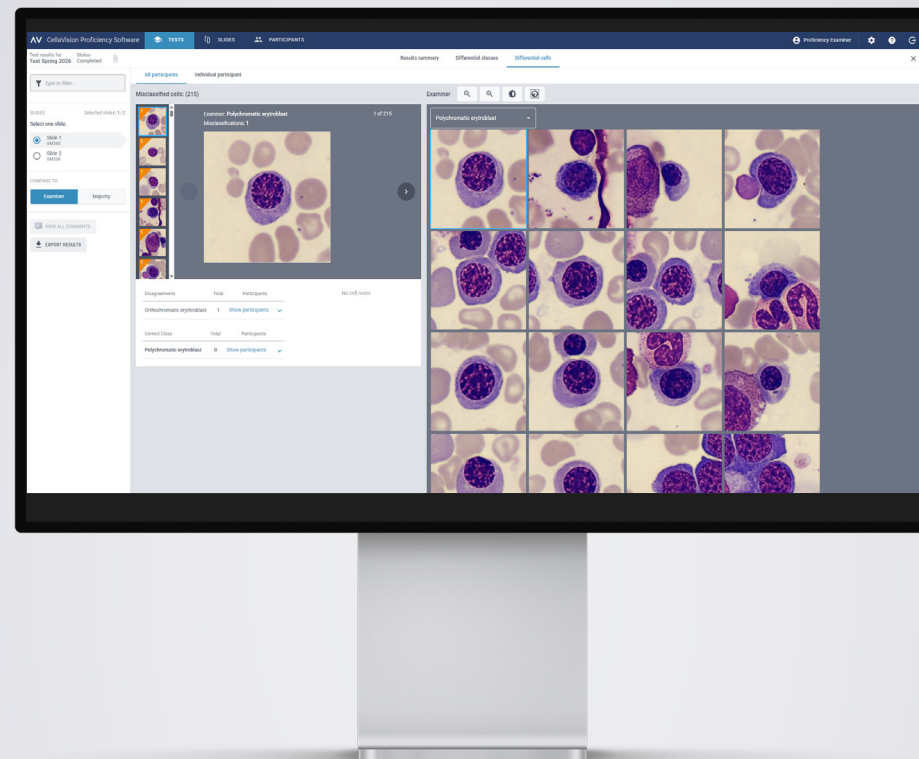 CellaVision Proficiency Software
TESTS
SLIDES
PARTICIPANTS
Proficiency Examiner
Test results for
Test Spring 2026
Status
Completed
Results summary
Differential classes
Differential cells
Type to filter...
All participants
Individual participant
Misclassified cells: (215)
Examiner
SLIDES
Selected slides: 1 /2
Select one slide:
Slide 1
Slide 2
COMPARE TO
Examiner
Majority
VIEW ALL COMMENTS
EXPORT RESULTS
Examiner: Polychromatic erytroblast
1 of 215
Misclassifications: 1
Polychromatic erytroblast
Disagreements
Total
Participants
No cell notes
Orthochromatic erythroblast
1
Show participants
Correct Class
Total
Participants
Polychromatic erytroblast
0
Show participants